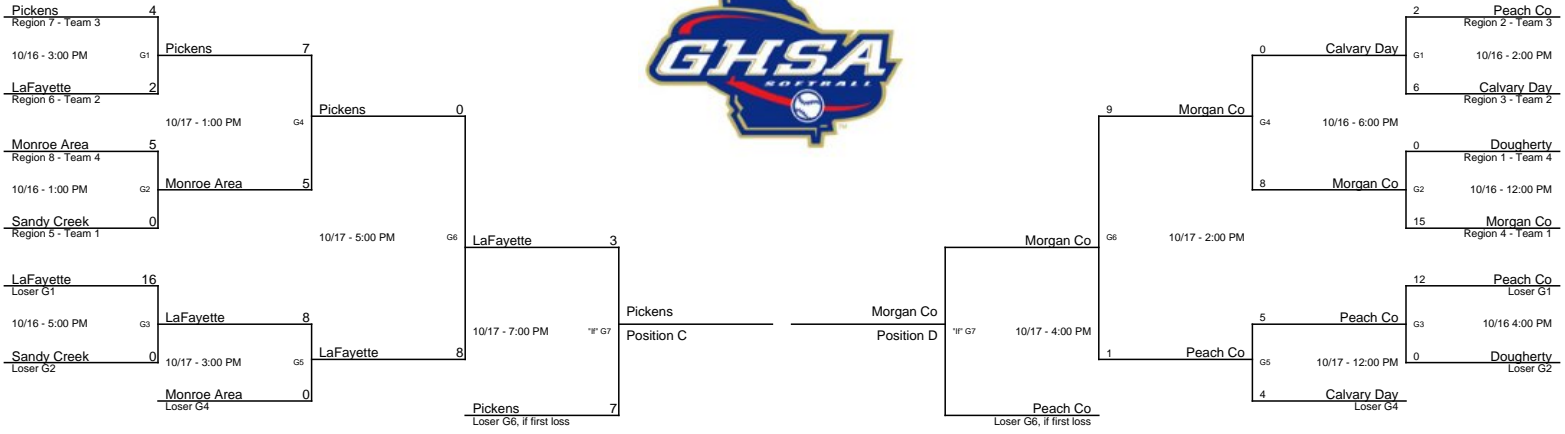 Pickens 4
Region 7 - Team 3
10/16 - 3:00 PM G1
LaFayette 2
Region 6 - Team 2
Pickens 7
10/17 - 1:00 PM G4
Monroe Area 5
Region 8 - Team 4
10/16 - 1:00 PM G2
Monroe Area 5
Sandy Creek 0
Region 5 - Team 1
Pickens 0
10/17 - 5:00 PM G6
LaFayette 16
Loser G1
10/16 - 5:00 PM G3
LaFayette 8
Sandy Creek 0
Loser G2
10/17 - 3:00 PM G5
LaFayette 8
Monroe Area 0
Loser G4
LaFayette 3
10/17 - 7:00 PM "If" G7
Pickens 7
Loser G6, if first loss
Pickens
Position C
GHSA
SOFTBALL
TM
Morgan Co
Position D
Morgan Co
"If" G7 10/17 - 4:00 PM
Peach Co
Loser G6, if first loss
9 Morgan Co
G6 10/17 - 2:00 PM
1 Peach Co
0 Calvary Day
G4 10/16 - 6:00 PM
8 Morgan Co
2 Peach Co
Region 2 - Team 3
G1 10/16 - 2:00 PM
6 Calvary Day
Region 3 - Team 2
0 Dougherty
Region 1 - Team 4
G2 10/16 - 12:00 PM
15 Morgan Co
Region 4 - Team 1
5 Peach Co
G5 10/17 - 12:00 PM
4 Calvary Day
Loser G4
12 Peach Co
Loser G1
G3 10/16 4:00 PM
0 Dougherty
Loser G2